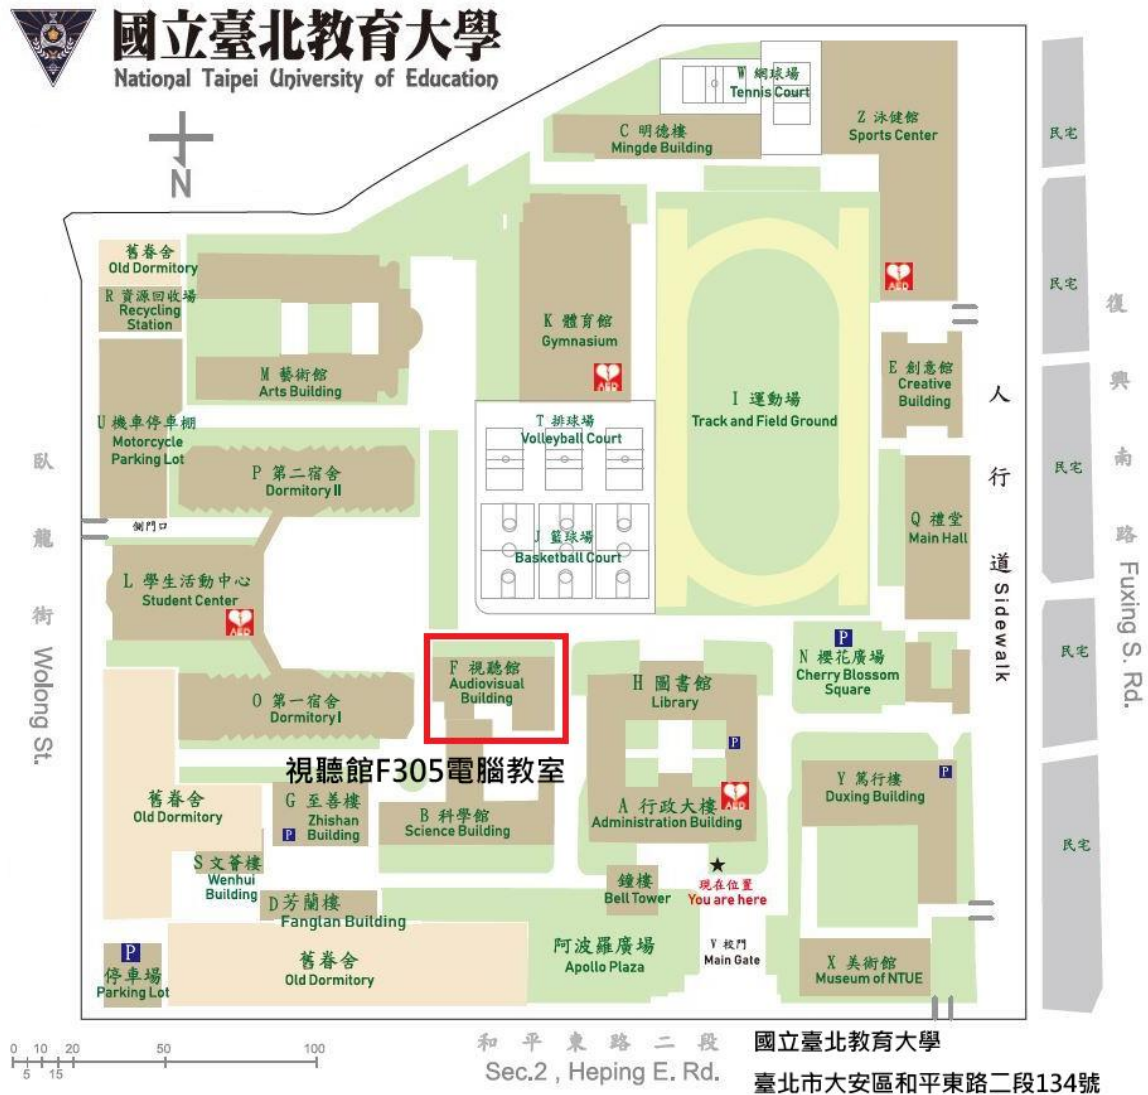 國立臺北教育大學
National Taipei University of Education
N
W 網球場
Tennis Court
C 明德樓
Mingde Building
Z 泳健館
Sports Center
民宅
舊眷舍
Old Dormitory
R 資源回收場
Recycling
Station
K 體育館
Gymnasium
AED
AED
民宅
復興南路 Fuxing S. Rd.
M 藝術館
Arts Building
I 運動場
Track and Field Ground
E 創意館
Creative
Building
人行道 Sidewalk
U 機車停車棚
Motorcycle
Parking Lot
T 排球場
Volleyball Court
P 第二宿舍
Dormitory II
民宅
臥龍街 Wolong St.
側門口
J 籃球場
Basketball Court
Q 禮堂
Main Hall
L 學生活動中心
Student Center
AED
F 視聽館
Audiovisual
Building
H 圖書館
Library
P
N 櫻花廣場
Cherry Blossom
Square
民宅
O 第一宿舍
Dormitory I
視聽館F305電腦教室
P
舊眷舍
Old Dormitory
G 至善樓
Zhishan
Building
P
B 科學館
Science Building
A 行政大樓
Administration Building
AED
Y 篤行樓
Duxing Building
P
民宅
S 文薈樓
Wenhui
Building
鐘樓
Bell Tower
現在位置
You are here
D 芳蘭樓
Fanglan Building
P
停車場
Parking Lot
舊眷舍
Old Dormitory
阿波羅廣場
Apollo Plaza
V 校門
Main Gate
X 美術館
Museum of NTUE
0 10 20 50 100
5 15
和平東路二段
Sec.2 , Heping E. Rd.
國立臺北教育大學
臺北市大安區和平東路二段134號